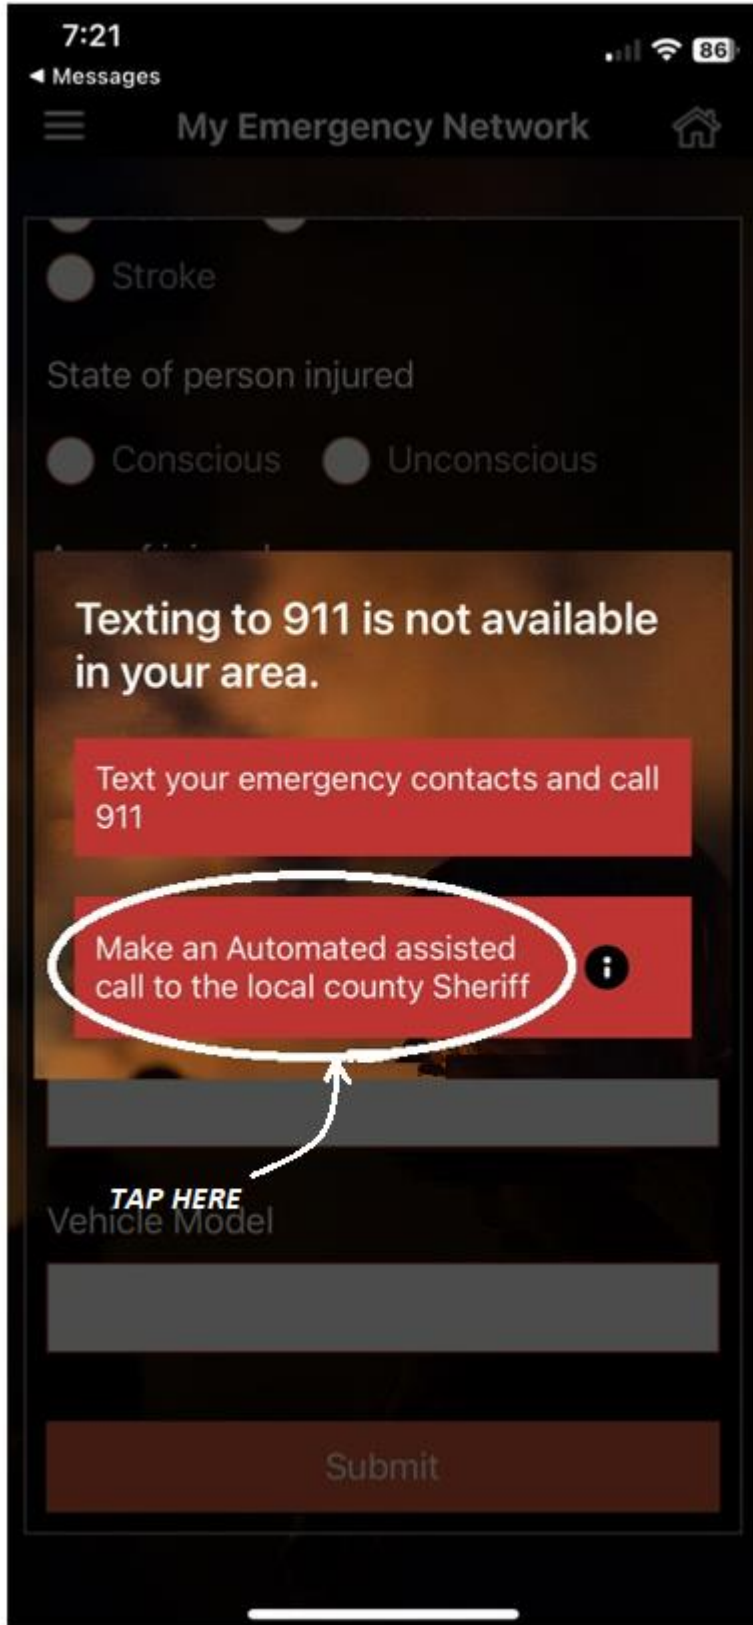 7:21
86
◀ Messages
My Emergency Network
Stroke
State of person injured
Conscious Unconscious
Texting to 911 is not available
in your area.
Text your emergency contacts and call
911
Make an Automated assisted
call to the local county Sheriff
i
TAP HERE
Vehicle Model
Submit